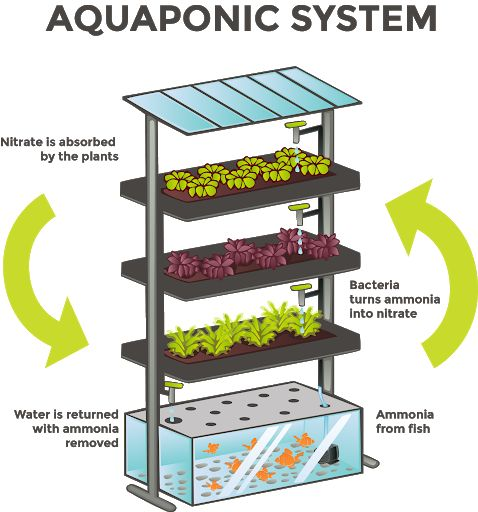 AQUAPONIC SYSTEM
Nitrate is absorbed
by the plants
Bacteria
turns ammonia
into nitrate
Water is returned
with ammonia
removed
Ammonia
from fish